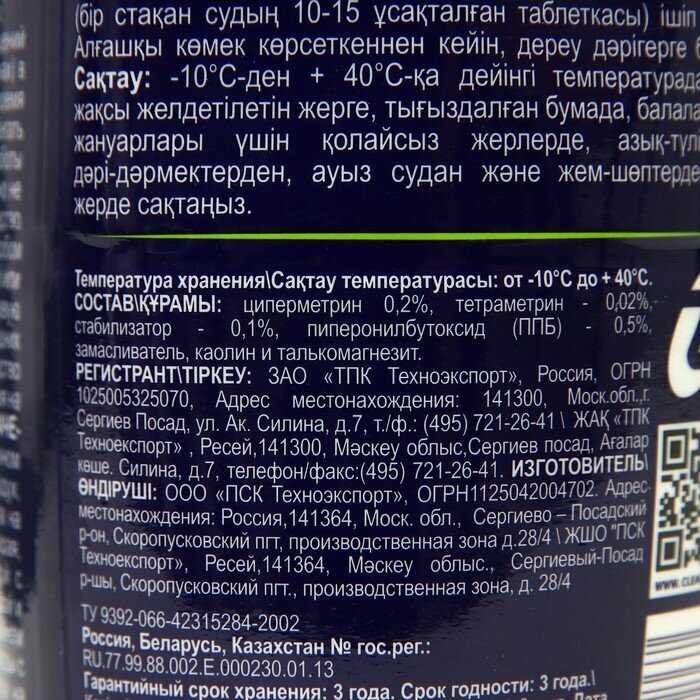 (бір стакан судың 10-15 ұсақталған таблеткасы) ішін
Алғашқы көмек көрсеткеннен кейін, дереу дәрігерге
Сақтау: -10°С-ден + 40°С-қа дейінгі температурада
жақсы желдетілетін жерге, тығыздалған бумада, балала
жануарлары үшін қолайсыз жерлерде, азық-түлі
дәрі-дәрмектерден, ауыз судан және жем-шөптерде
жерде сақтаңыз.
Температура хранения\Сақтау температурасы: от -10°С до + 40°С.
СОСТАВ\ҚҰРАМЫ: циперметрин 0,2%, тетраметрин - 0,02%,
стабилизатор - 0,1%, пиперонилбутоксид (ППБ) - 0,5%,
замасливатель, каолин и талькомагнезит.
РЕГИСТРАНТ\ТІРКЕУ: ЗАО «ТПК Техноэкспорт», Россия, ОГРН
1025005325070, Адрес местонахождения: 141300, Моск.обл.,г.
Сергиев Посад, ул. Ак. Силина, д.7, т./ф.: (495) 721-26-41 \ ЖАҚ «ТПК
Техноекспорт» , Ресей,141300, Мәскеу облыс,Сергиев посад, Ағалар
көше. Силина, д.7, телефон/факс:(495) 721-26-41. ИЗГОТОВИТЕЛЬ\
ӨНДІРУШІ: ООО «ПСК Техноэкспорт», ОГРН1125042004702. Адрес
местонахождения: Россия,141364, Моск. обл., Сергиево – Посадский
р-он, Скоропусковский пгт., производственная зона д.28/4 \ ЖШО "ПСК
Техноекспорт», Ресей,141364, Мәскеу облыс., Сергиевый-Посад
р-шы, Скоропусковский пгт., производственная зона, д. 28/4
ТУ 9392-066-42315284-2002
Россия, Беларусь, Казахстан № гос.рег.:
RU.77.99.88.002.Е.000230.01.13
Гарантийный срок хранения: 3 года. Срок годности: 3 года.\